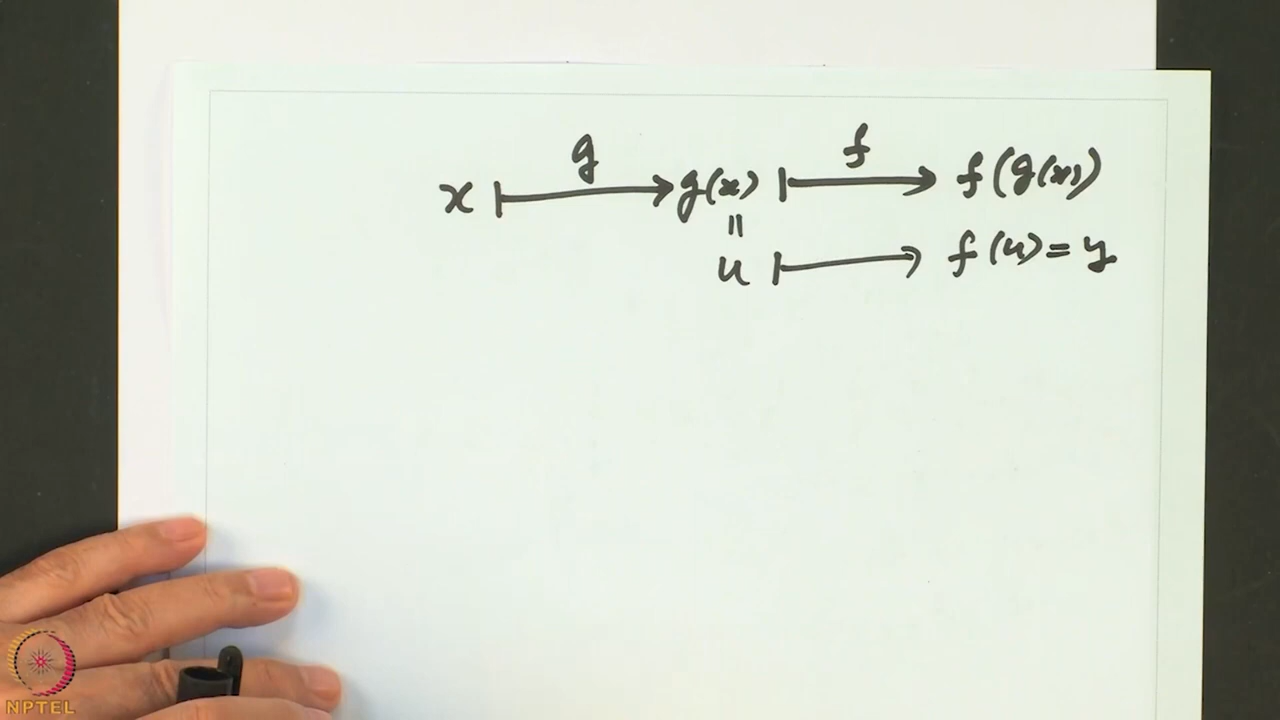 g f
x ↦ g(x) ↦ f(g(x))
=
u ↦ f(u) = y
NPTEL